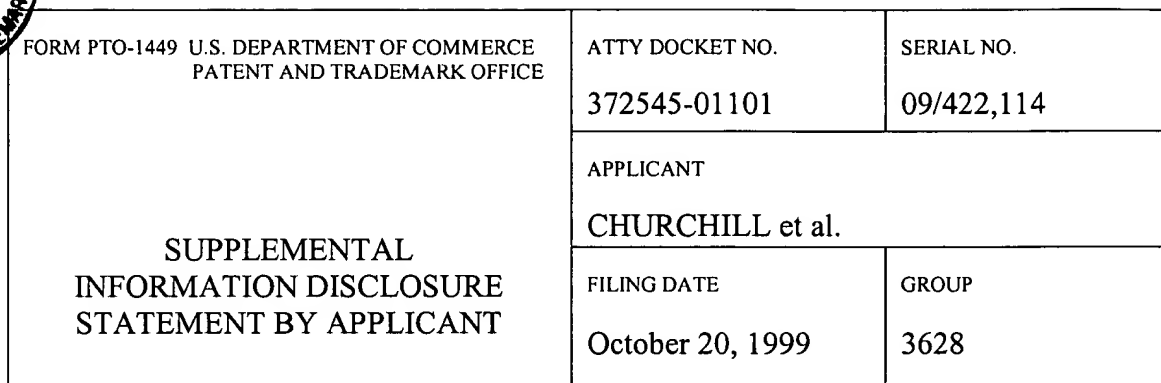 FORM PTO-1449 U.S. DEPARTMENT OF COMMERCE
PATENT AND TRADEMARK OFFICE
SUPPLEMENTAL
INFORMATION DISCLOSURE
STATEMENT BY APPLICANT
ATTY DOCKET NO.
372545-01101
SERIAL NO.
09/422,114
APPLICANT
CHURCHILL et al.
FILING DATE
October 20, 1999
GROUP
3628